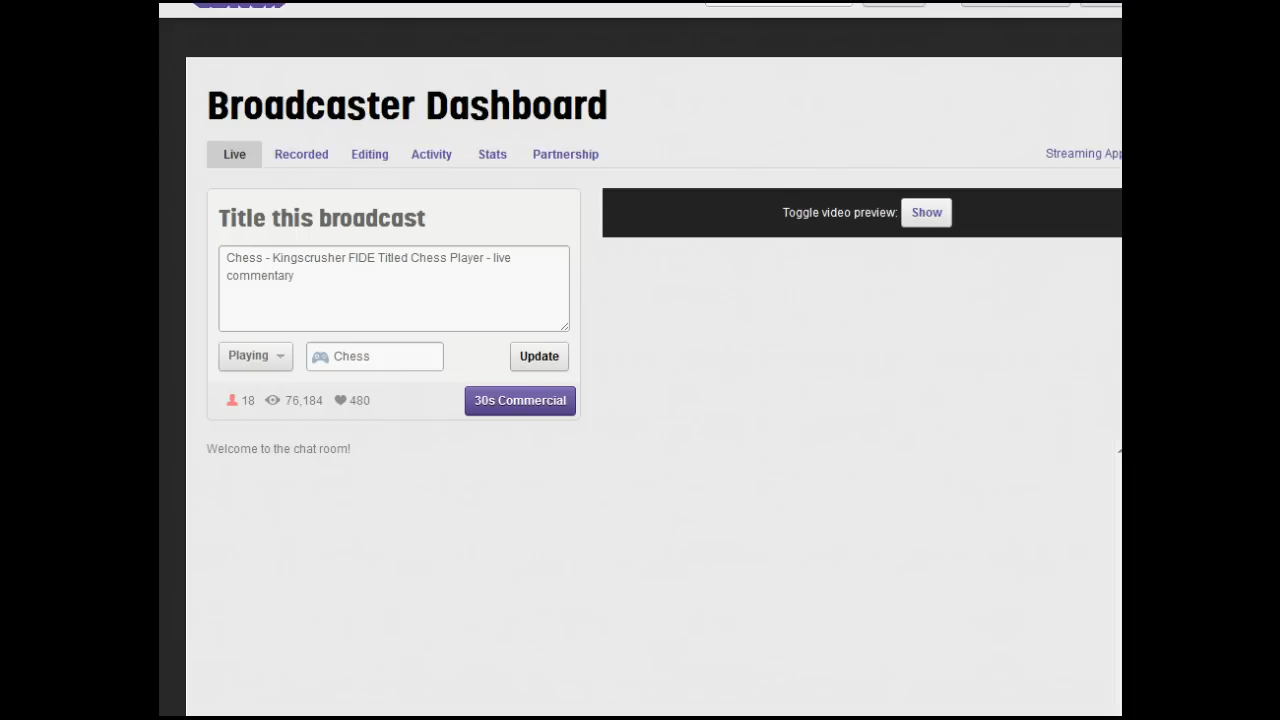 Broadcaster Dashboard
Live Recorded Editing Activity Stats Partnership
Streaming App
Title this broadcast
Toggle video preview: Show
Chess - Kingscrusher FIDE Titled Chess Player - live
commentary
Playing Chess Update
18 76,184 480 30s Commercial
Welcome to the chat room!